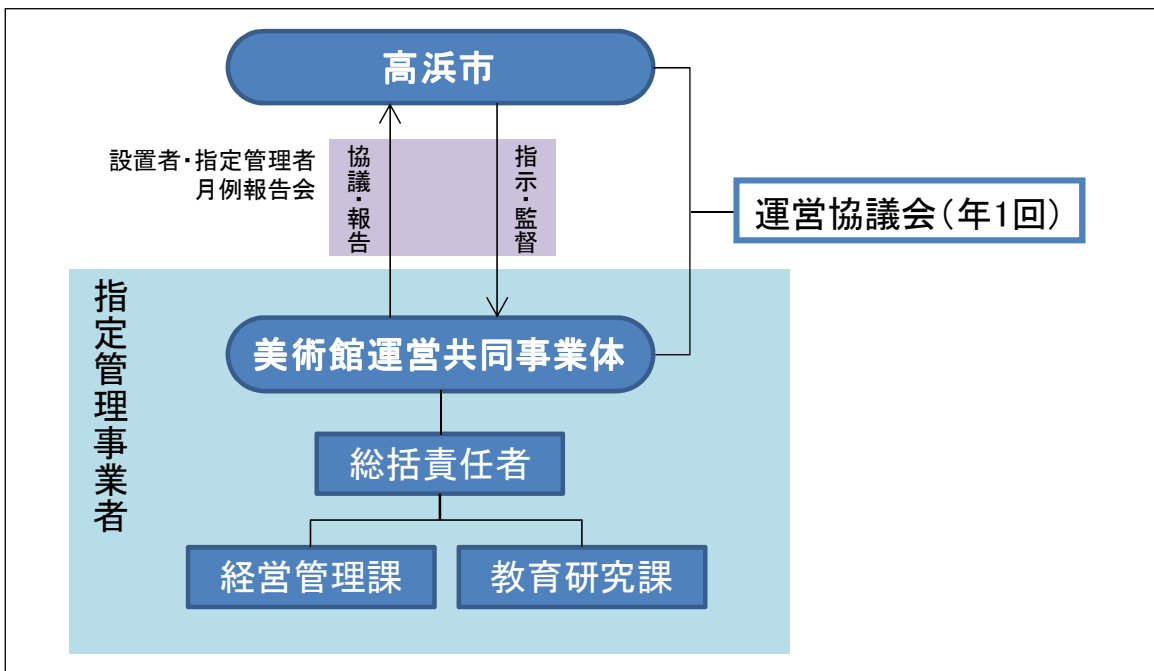 高浜市
設置者・指定管理者
月例報告会
協議・報告
指示・監督
運営協議会（年1回）
指定管理事業者
美術館運営共同事業体
総括責任者
経営管理課
教育研究課